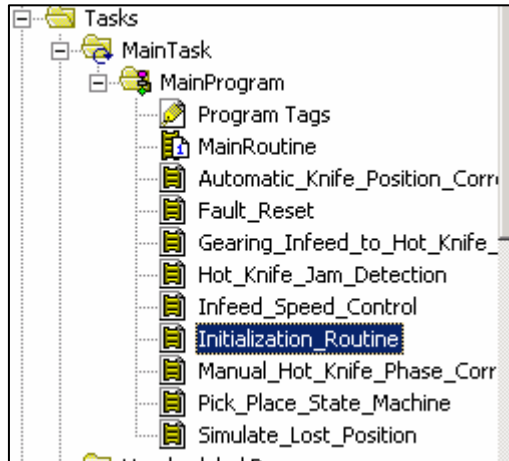 Tasks
MainTask
MainProgram
Program Tags
MainRoutine
Automatic_Knife_Position_Corr
Fault_Reset
Gearing_Infeed_to_Hot_Knife_
Hot_Knife_Jam_Detection
Infeed_Speed_Control
Initialization_Routine
Manual_Hot_Knife_Phase_Corr
Pick_Place_State_Machine
Simulate_Lost_Position